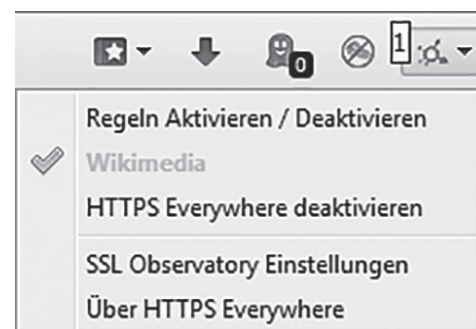 0 1
Regeln Aktivieren / Deaktivieren
Wikimedia
HTTPS Everywhere deaktivieren
SSL Observatory Einstellungen
Über HTTPS Everywhere